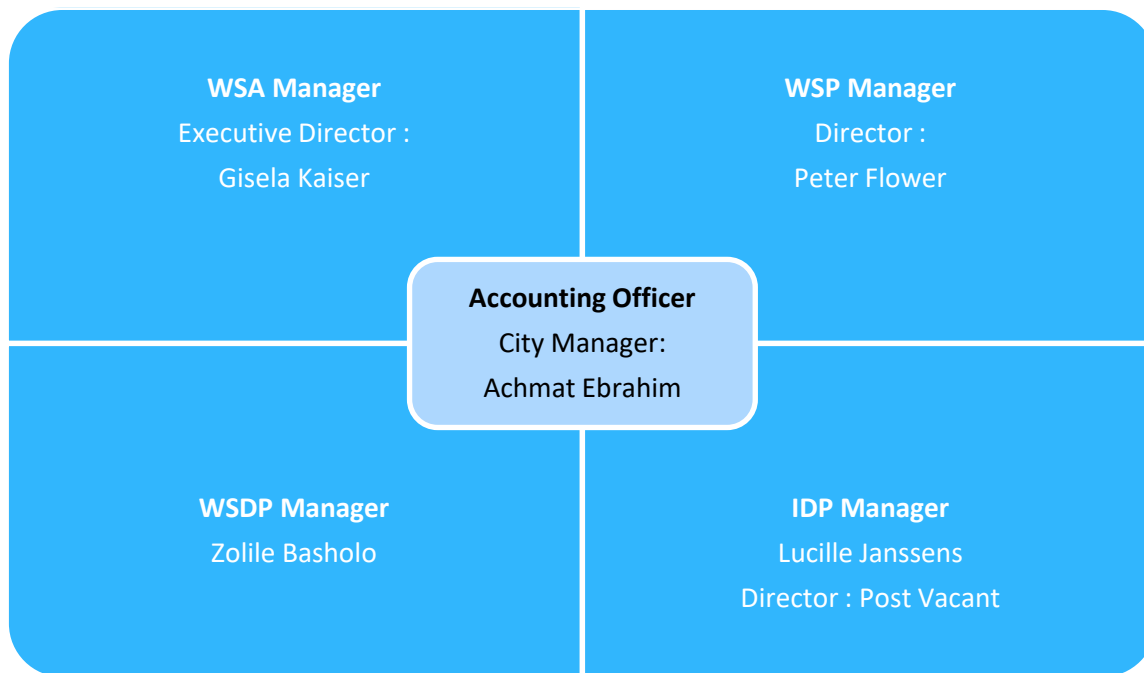 WSA Manager
Executive Director :
Gisela Kaiser
WSP Manager
Director :
Peter Flower
Accounting Officer
City Manager:
Achmat Ebrahim
WSDP Manager
Zolile Basholo
IDP Manager
Lucille Janssens
Director : Post Vacant